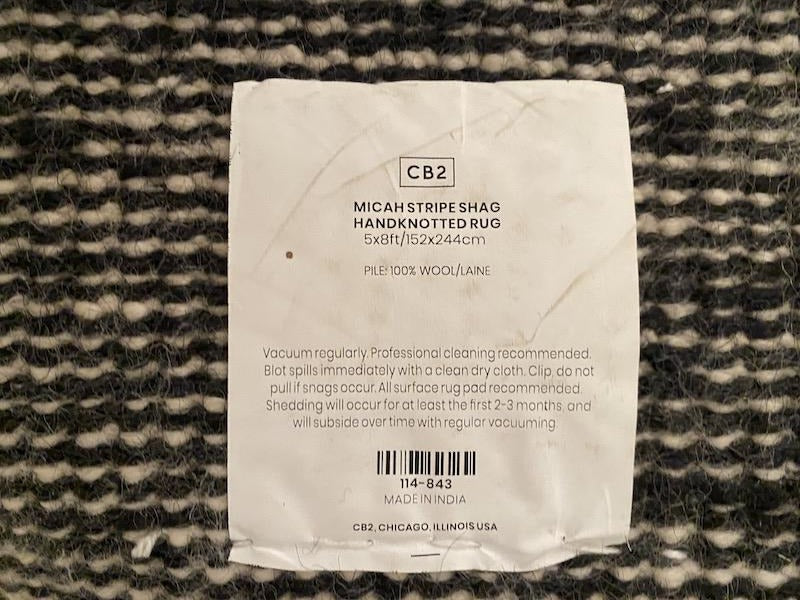 CB2
MICAH STRIPE SHAG
HANDKNOTTED RUG
5x8ft/152x244cm
PILE: 100% WOOL/LAINE
Vacuum regularly. Professional cleaning recommended.
Blot spills immediately with a clean dry cloth. Clip, do not
pull if snags occur. All surface rug pad recommended.
Shedding will occur for at least the first 2-3 months, and
will subside over time with regular vacuuming.
114-843
MADE IN INDIA
CB2, CHICAGO, ILLINOIS USA